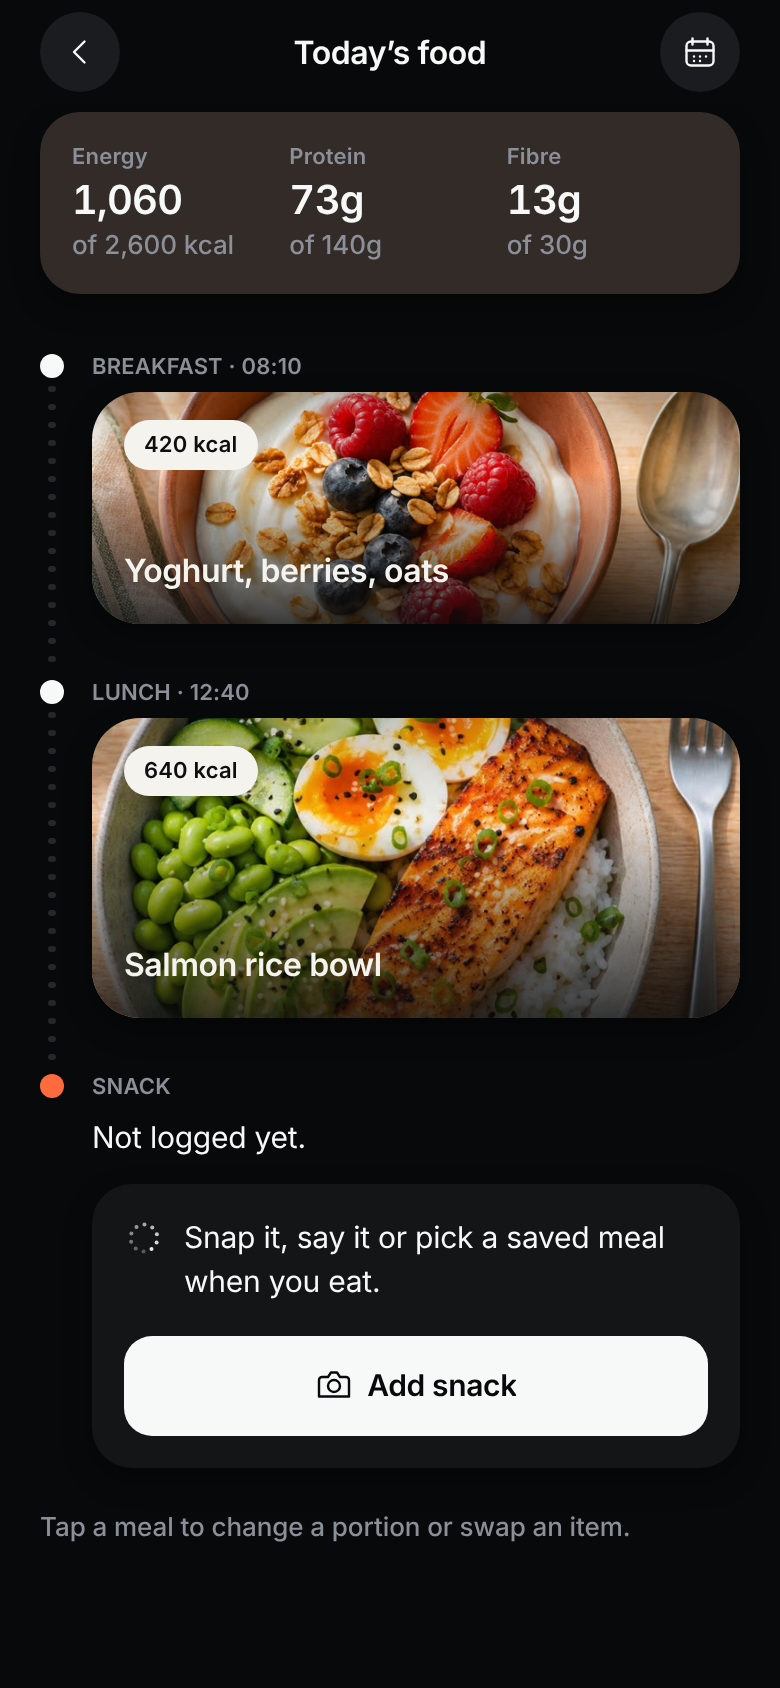 Today’s food
Energy
1,060
of 2,600 kcal
Protein
73g
of 140g
Fibre
13g
of 30g
BREAKFAST · 08:10
420 kcal
Yoghurt, berries, oats
LUNCH · 12:40
640 kcal
Salmon rice bowl
SNACK
Not logged yet.
Snap it, say it or pick a saved meal
when you eat.
Add snack
Tap a meal to change a portion or swap an item.